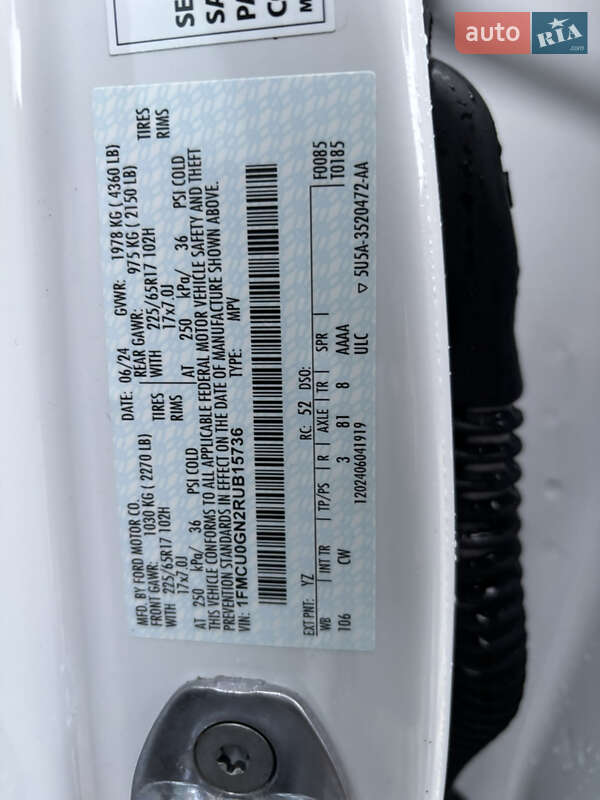 auto RIA
.com
MFD. BY FORD MOTOR CO. DATE: 06/24 GVWR: 1978 KG ( 4360 LB)
FRONT GAWR: 1030 KG ( 2270 LB) REAR GAWR: 975 KG ( 2150 LB)
WITH 225/65R17 102H TIRES WITH 225/65R17 102H TIRES
17x7.0J RIMS 17x7.0J RIMS
AT 250 kPa/ 36 PSI COLD AT 250 kPa/ 36 PSI COLD
THIS VEHICLE CONFORMS TO ALL APPLICABLE FEDERAL MOTOR VEHICLE SAFETY AND THEFT
PREVENTION STANDARDS IN EFFECT ON THE DATE OF MANUFACTURE SHOWN ABOVE.
VIN: 1FMCU0GN2RUB15736 TYPE: MPV
EXT PNT: YZ RC: 52 DSO: F0085
WB INT TR TP/PS R AXLE TR SPR T0185
106 CW 3 81 8 AAAA
1202406041919 ULC ▽ 5U5A-3520472-AA